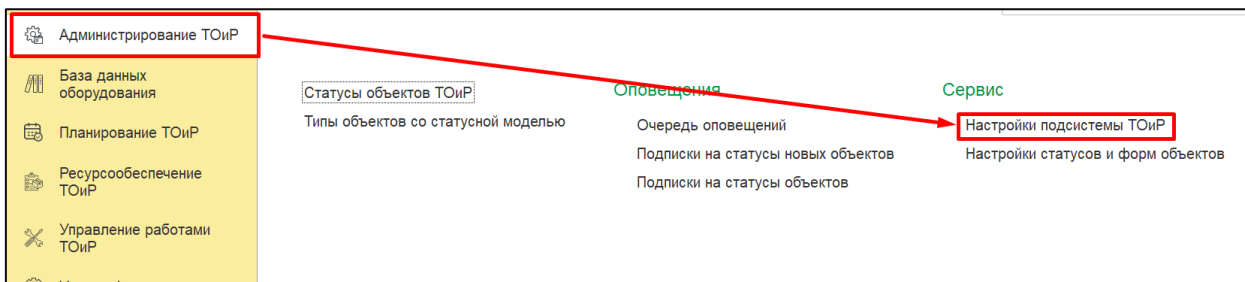 Администрирование ТОиР
База данных
оборудования
Планирование ТОиР
Ресурсообеспечение
ТОиР
Управление работами
ТОиР
Статусы объектов ТОиР
Типы объектов со статусной моделью
Оповещения
Очередь оповещений
Подписки на статусы новых объектов
Подписки на статусы объектов
Сервис
Настройки подсистемы ТОиР
Настройки статусов и форм объектов